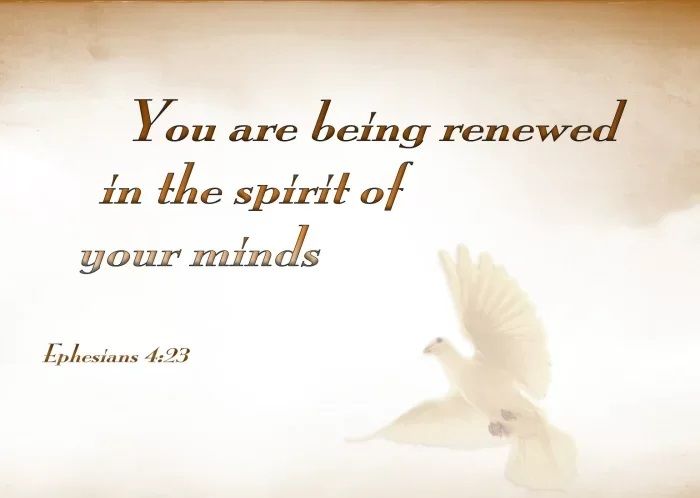 You are being renewed
in the spirit of
your minds
Ephesians 4:23